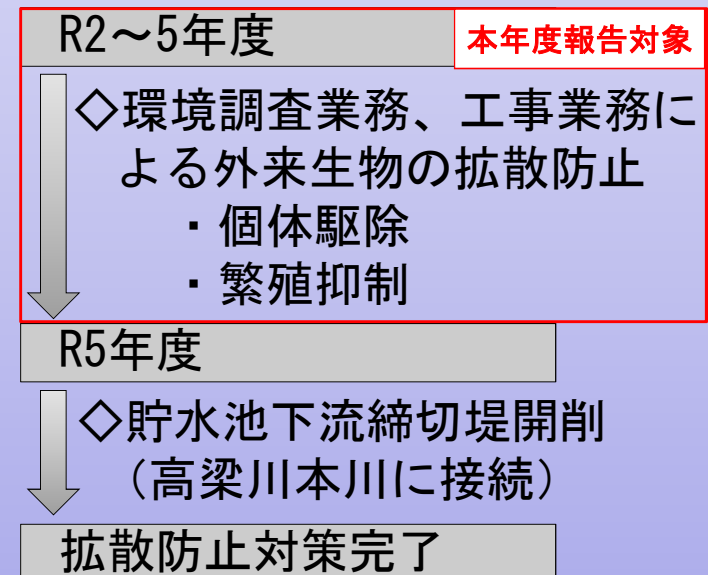 R2～5年度
本年度報告対象
◇環境調査業務、工事業務に
よる外来生物の拡散防止
・個体駆除
・繁殖抑制
R5年度
◇貯水池下流締切堤開削
（高梁川本川に接続）
拡散防止対策完了